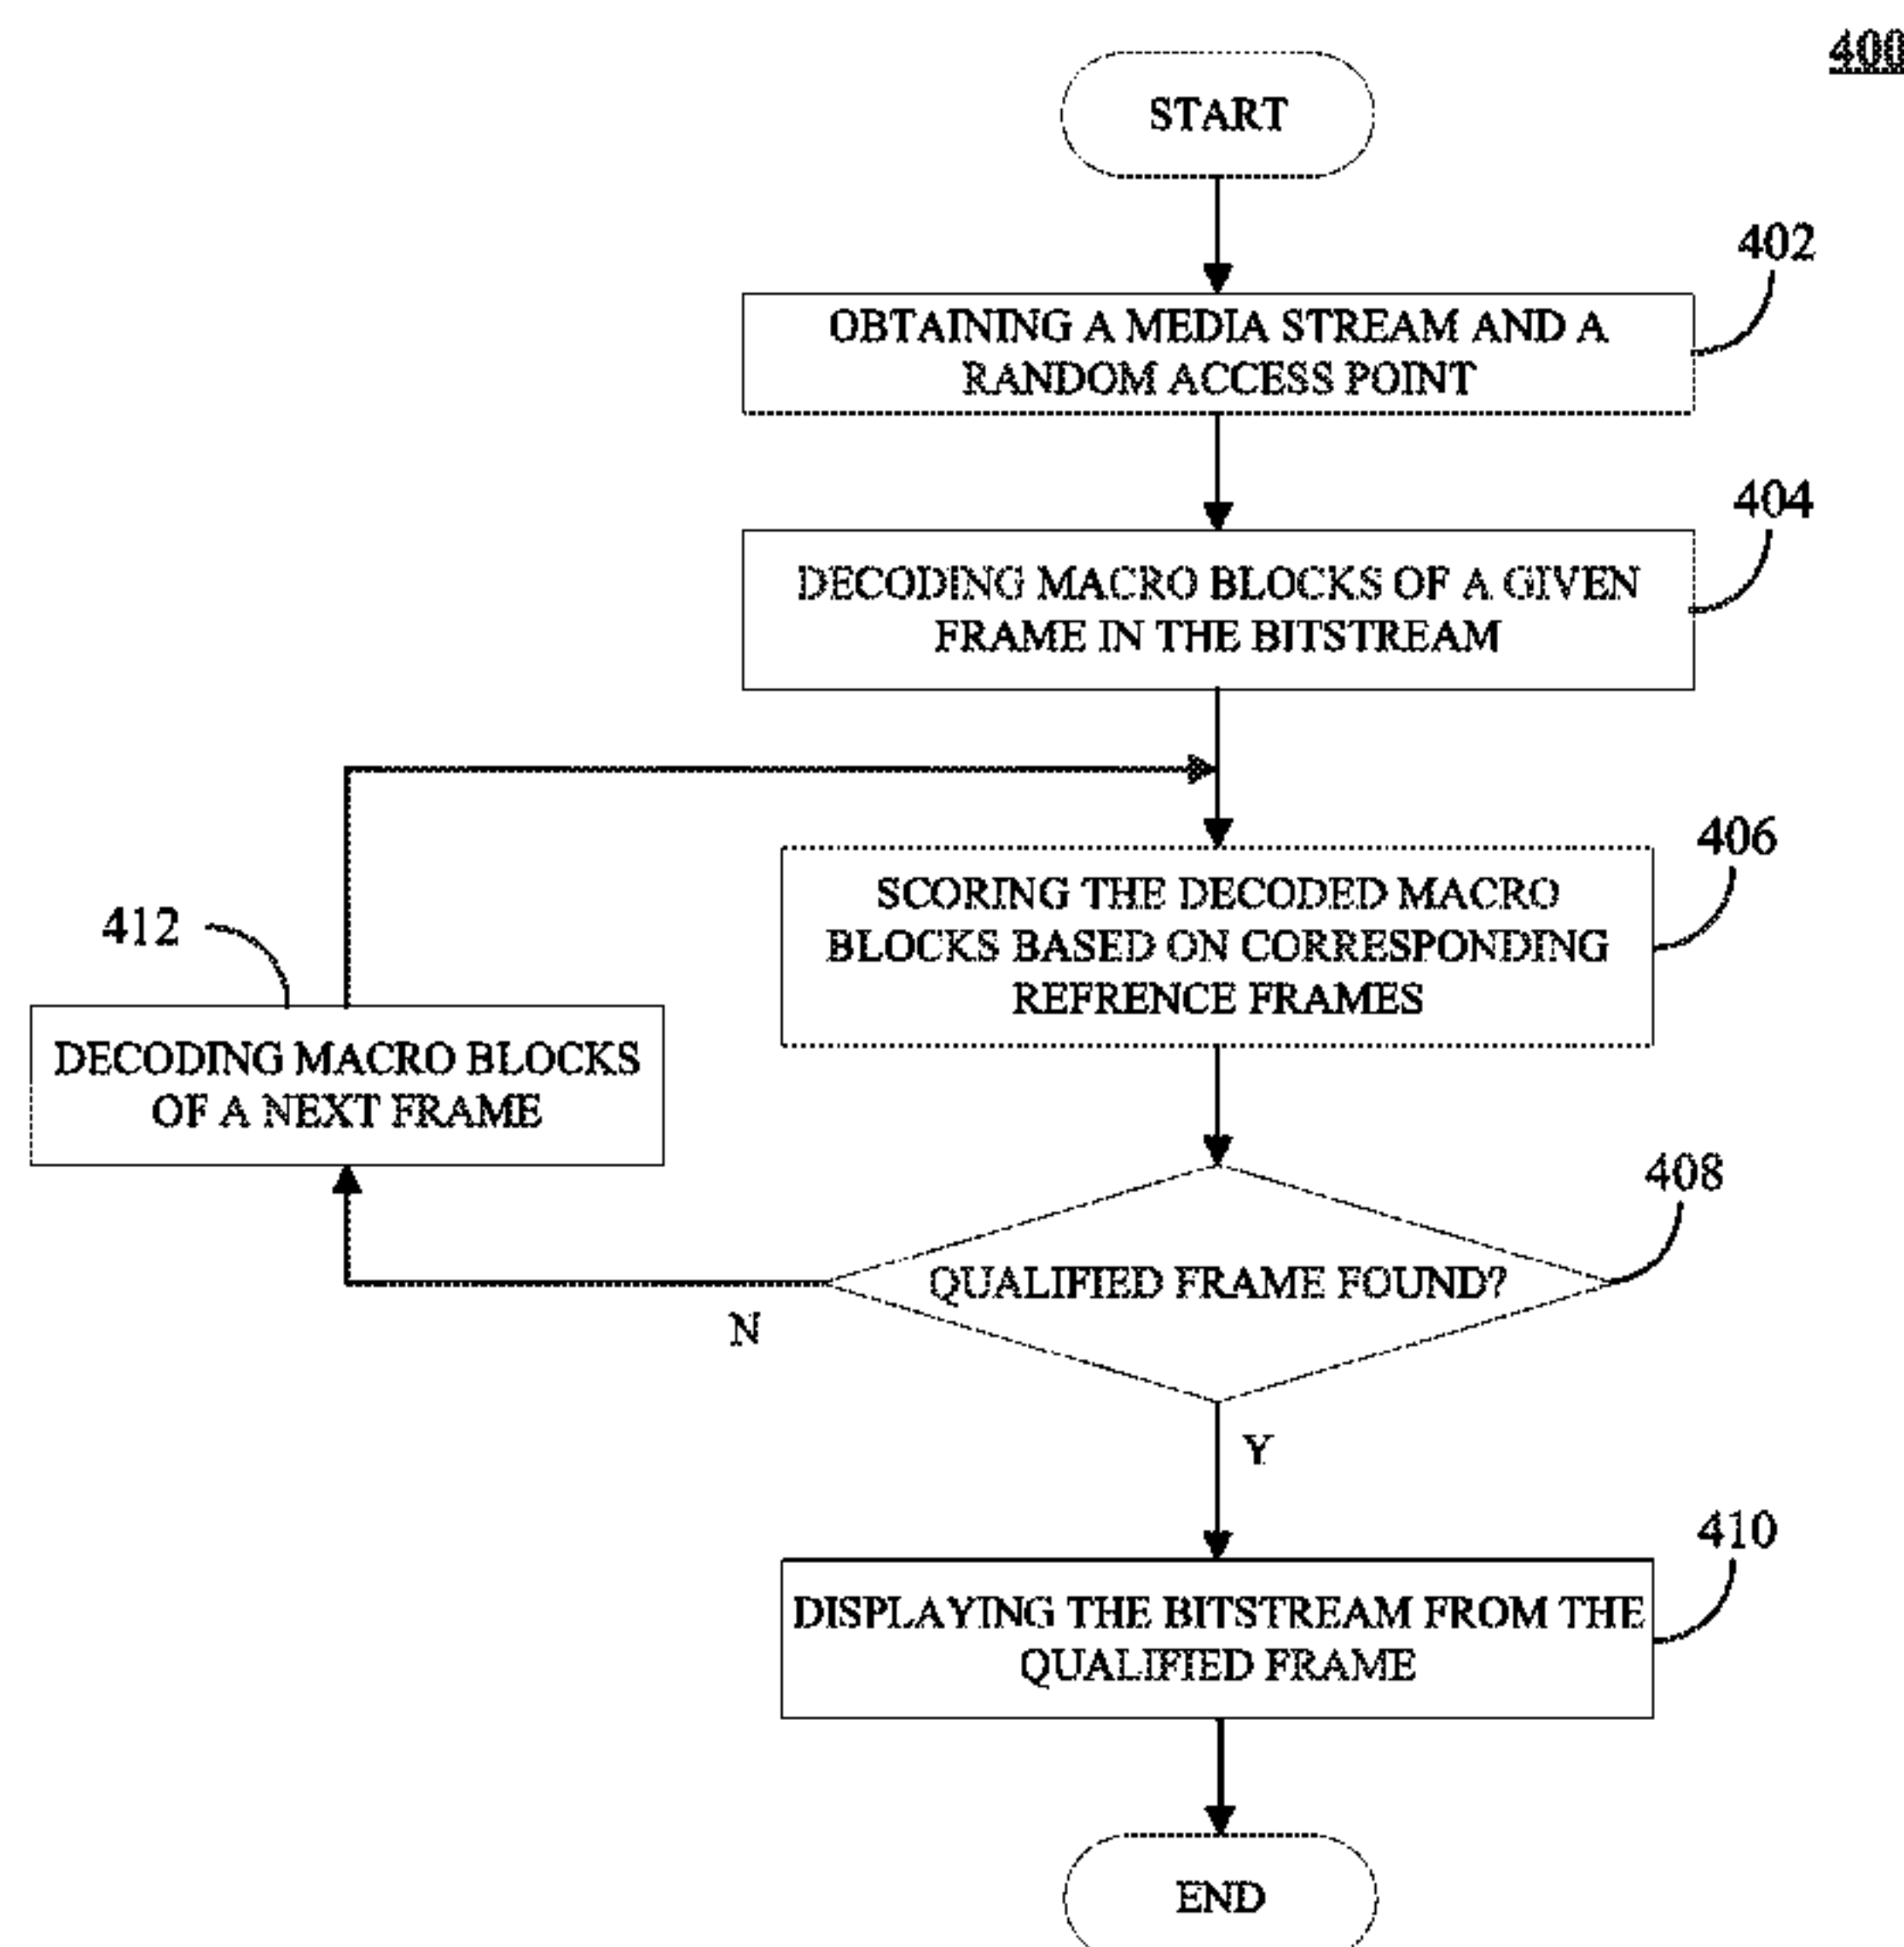 400
START
402
OBTAINING A MEDIA STREAM AND A
RANDOM ACCESS POINT
404
DECODING MACRO BLOCKS OF A GIVEN
FRAME IN THE BITSTREAM
406
SCORING THE DECODED MACRO
BLOCKS BASED ON CORRESPONDING
REFRENCE FRAMES
412
DECODING MACRO BLOCKS
OF A NEXT FRAME
408
QUALIFIED FRAME FOUND?
N
Y
410
DISPLAYING THE BITSTREAM FROM THE
QUALIFIED FRAME
END